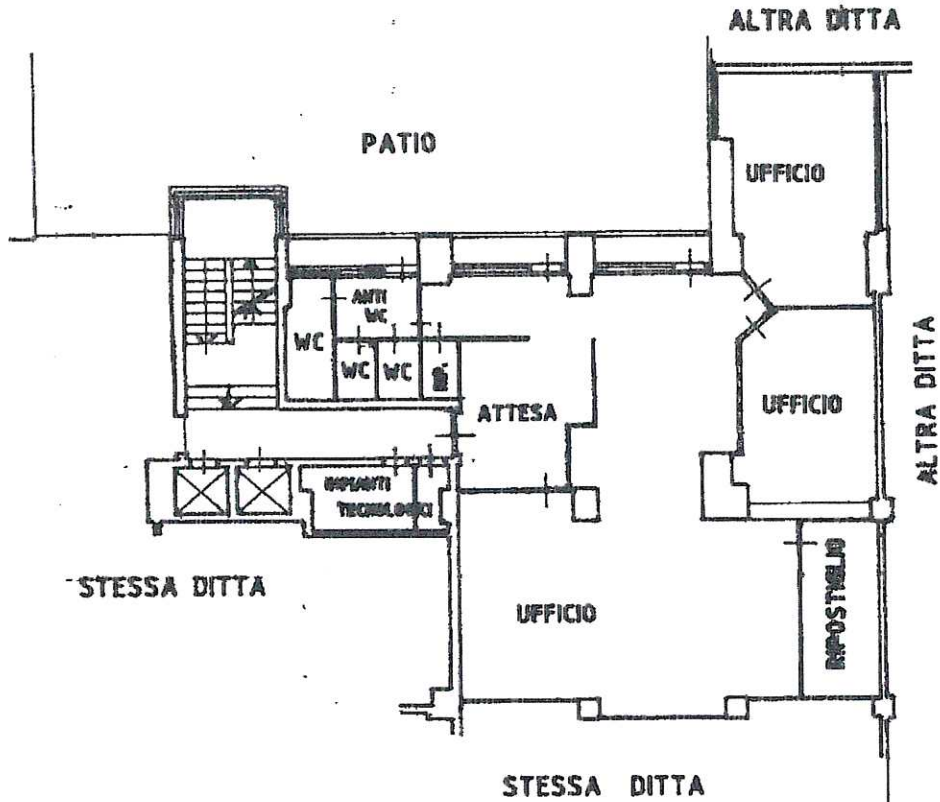 ALTRA DITTA
PATIO
UFFICIO
ANTI
WC
WC
WC
WC
ATTESA
UFFICIO
ALTRA DITTA
IMPIANTI
TECNOLOGICI
STESSA DITTA
UFFICIO
RIPOSTIGLIO
STESSA DITTA